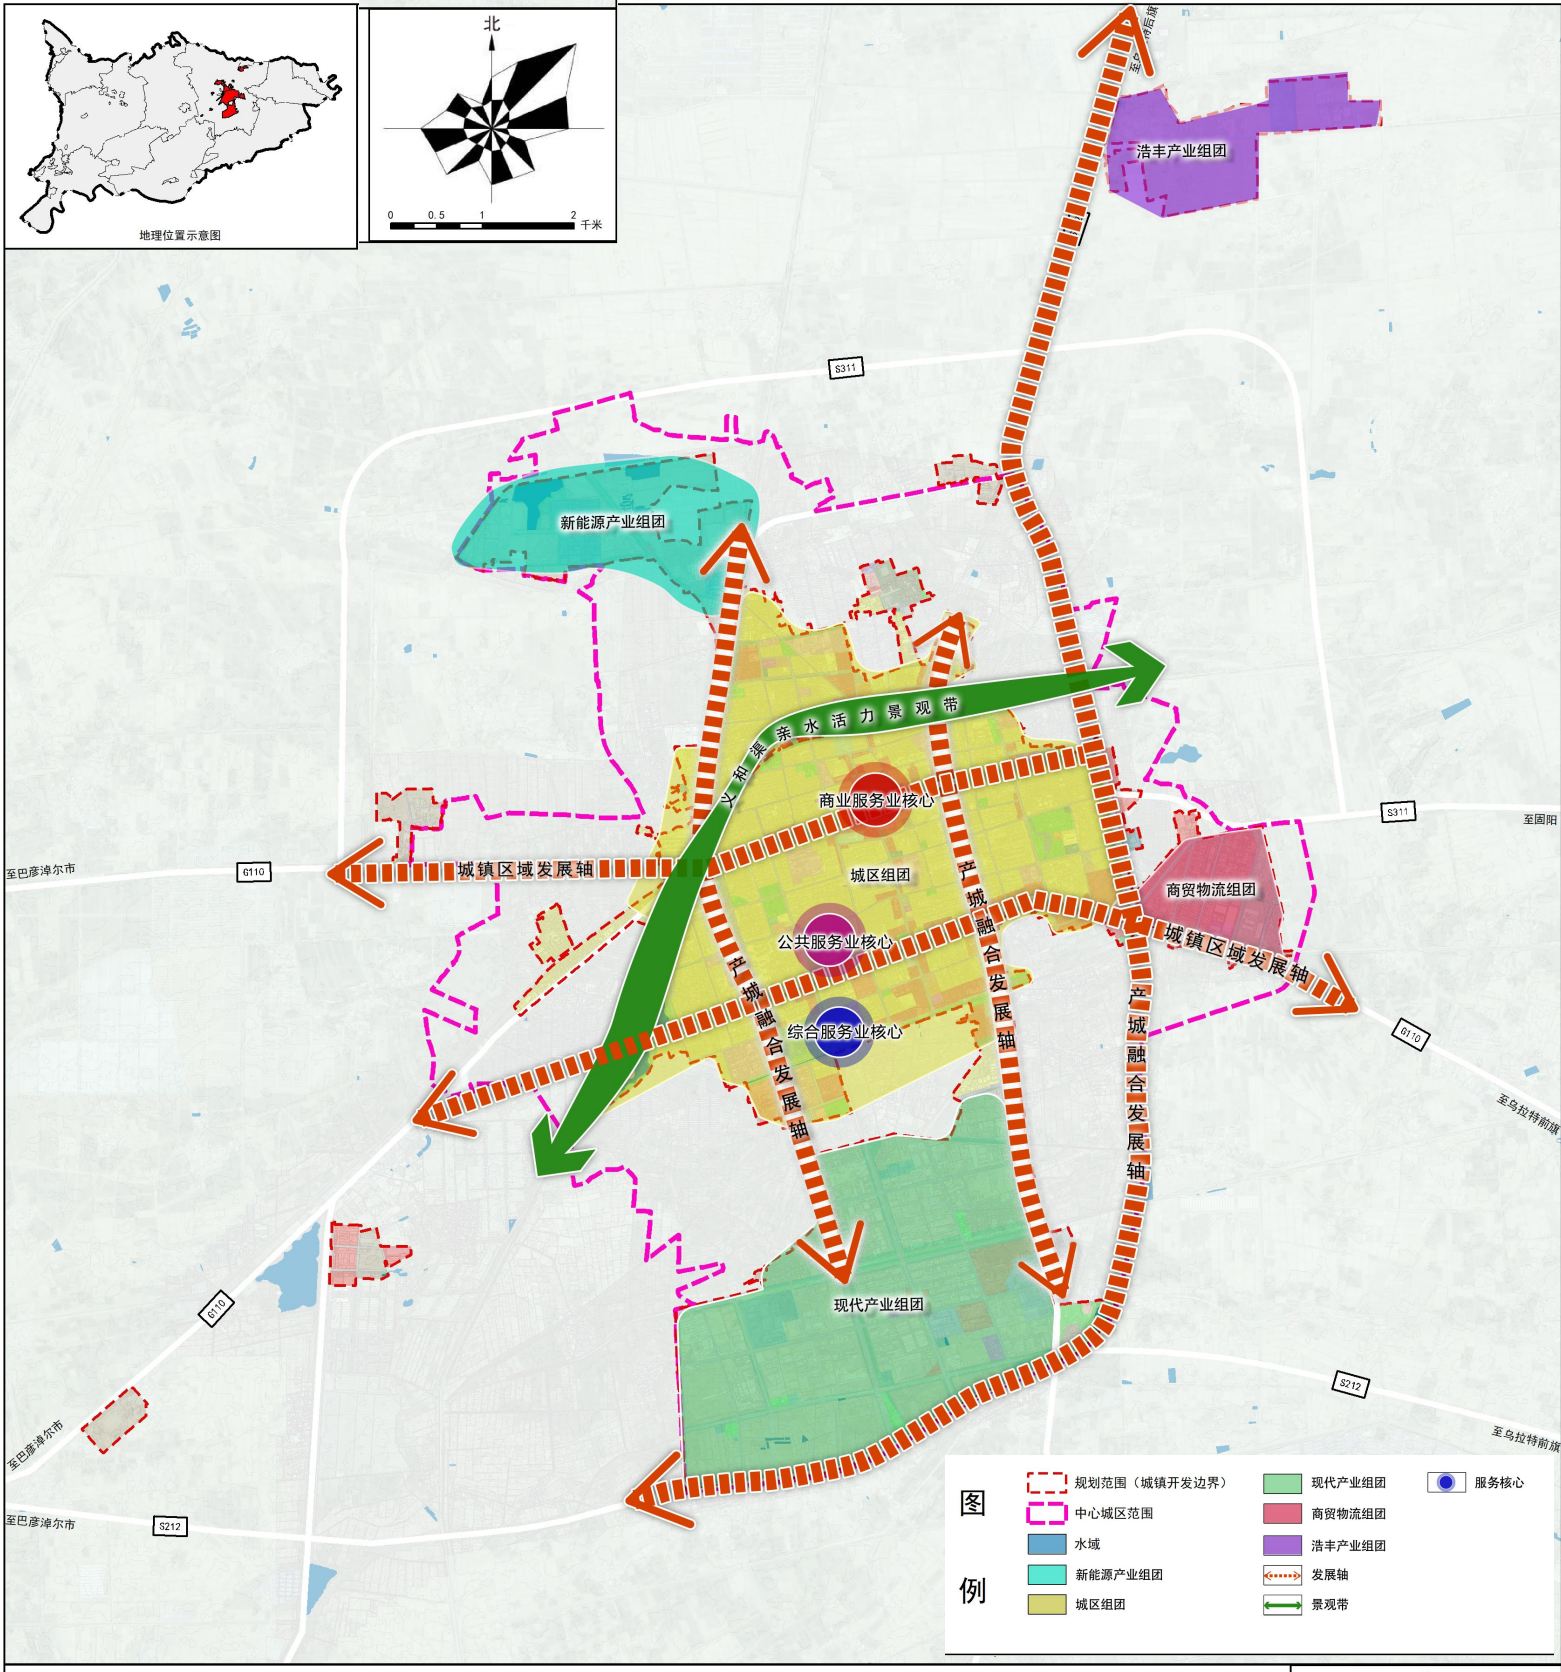 地理位置示意图
北
0 0.5 1 2 千米
浩丰产业组团
S311
新能源产业组团
义和渠亲水活力景观带
商业服务业核心
S311
至固阳
至巴彦淖尔市
G110
城镇区域发展轴
城区组团
产城融合发展轴
商贸物流组团
公共服务业核心
城镇区域发展轴
产城融合发展轴
产城融合发展轴
综合服务业核心
G110
至乌拉特前旗
现代产业组团
G110
S212
至巴彦淖尔市
至乌拉特前旗
至巴彦淖尔市
S212
图例
规划范围（城镇开发边界）
中心城区范围
水域
新能源产业组团
城区组团
现代产业组团
商贸物流组团
浩丰产业组团
发展轴
景观带
服务核心